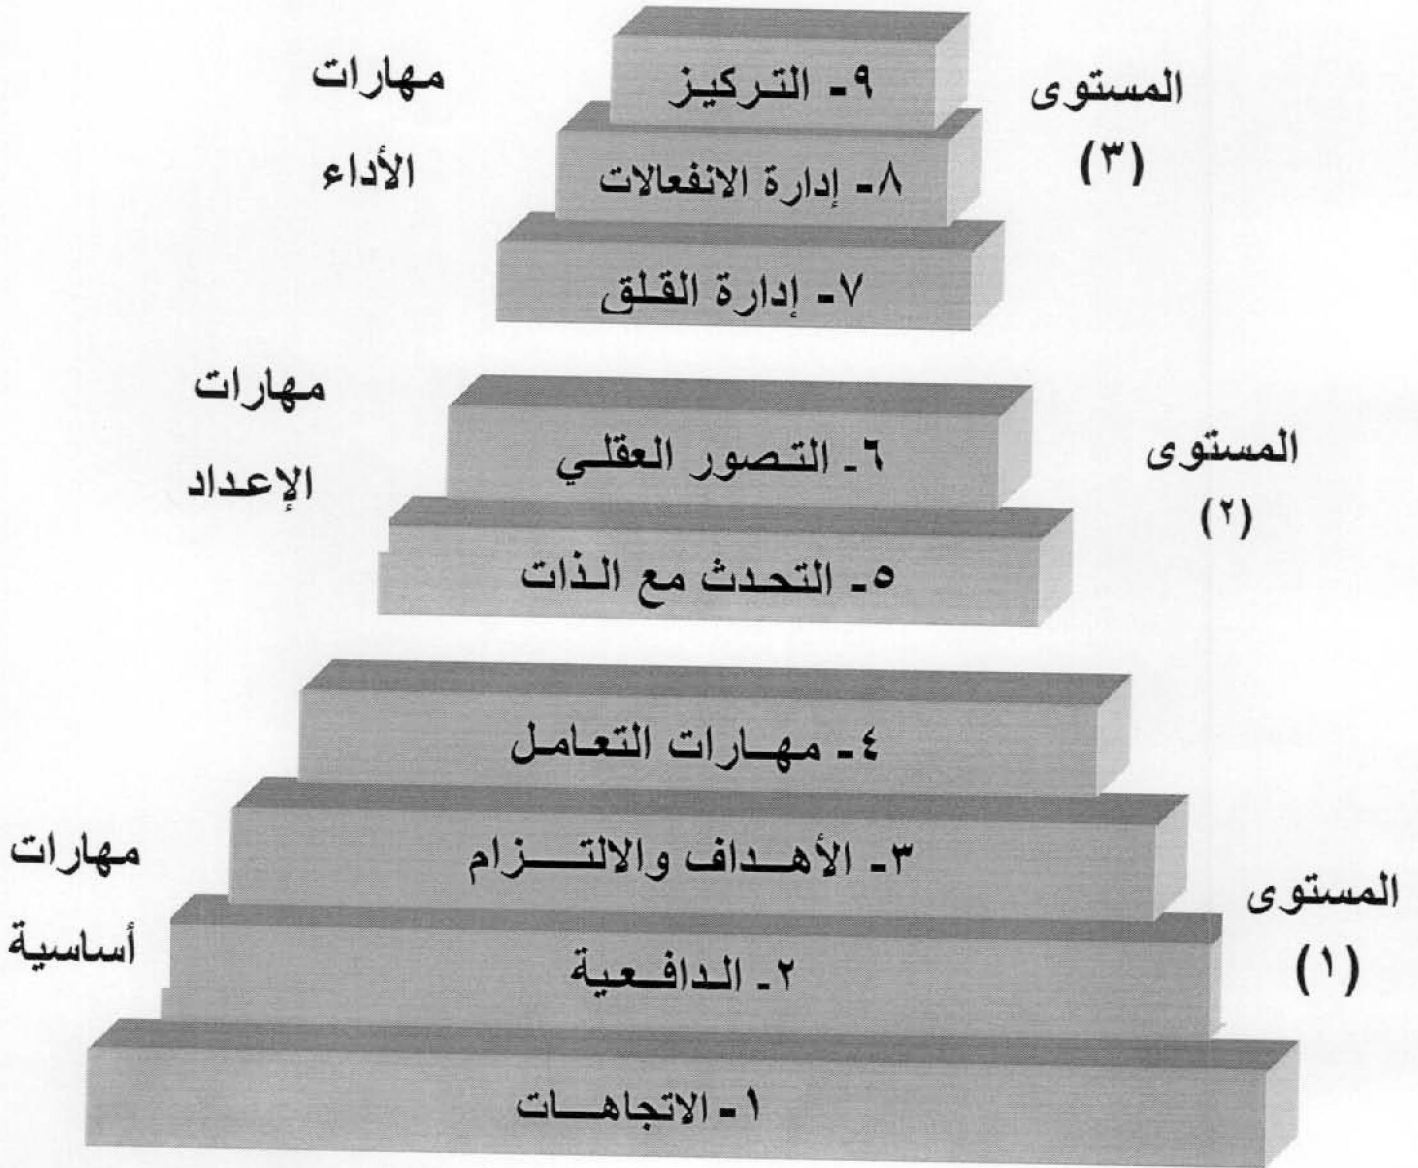 المستوى
(٣)
٩- التركيز
٨- إدارة الانفعالات
٧- إدارة القلق
مهارات
الأداء
المستوى
(٢)
٦- التصور العقلي
٥- التحدث مع الذات
مهارات
الإعداد
المستوى
(١)
٤- مهارات التعامل
٣- الأهداف والالتزام
٢- الدافعية
١- الاتجاهات
مهارات
أساسية